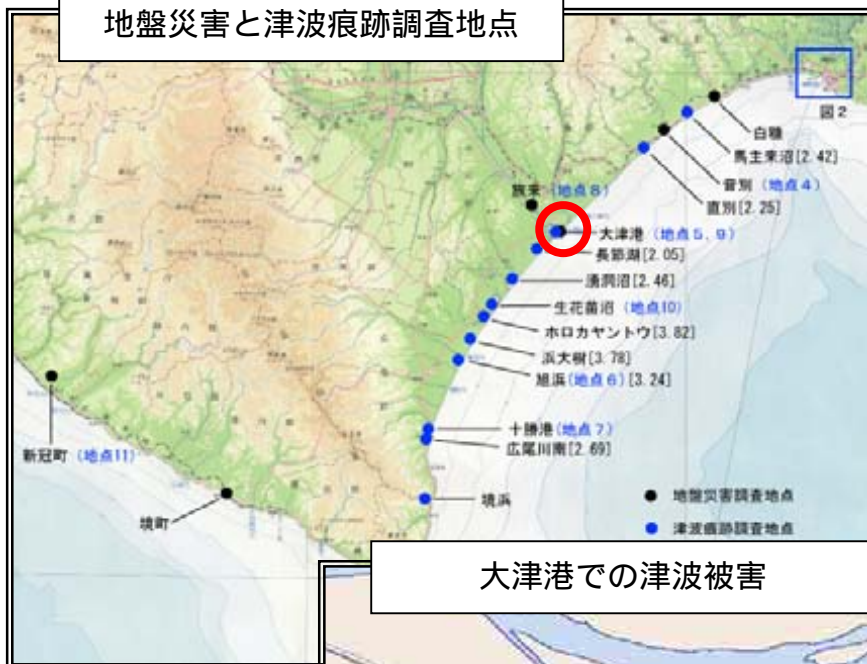 地盤災害と津波痕跡調査地点
図2
白糠
馬主来沼[2.42]
音別(地点4)
直別[2.25]
旅来(地点8)
大津港(地点5、9)
長節湖[2.05]
湧洞沼[2.46]
生花苗沼(地点10)
ホロカヤントウ[3.82]
浜大樹[3.78]
旭浜(地点6)[3.24]
十勝港(地点7)
広尾川南[2.69]
新冠町(地点11)
境浜
境町
地盤災害調査地点
津波痕跡調査地点
大津港での津波被害